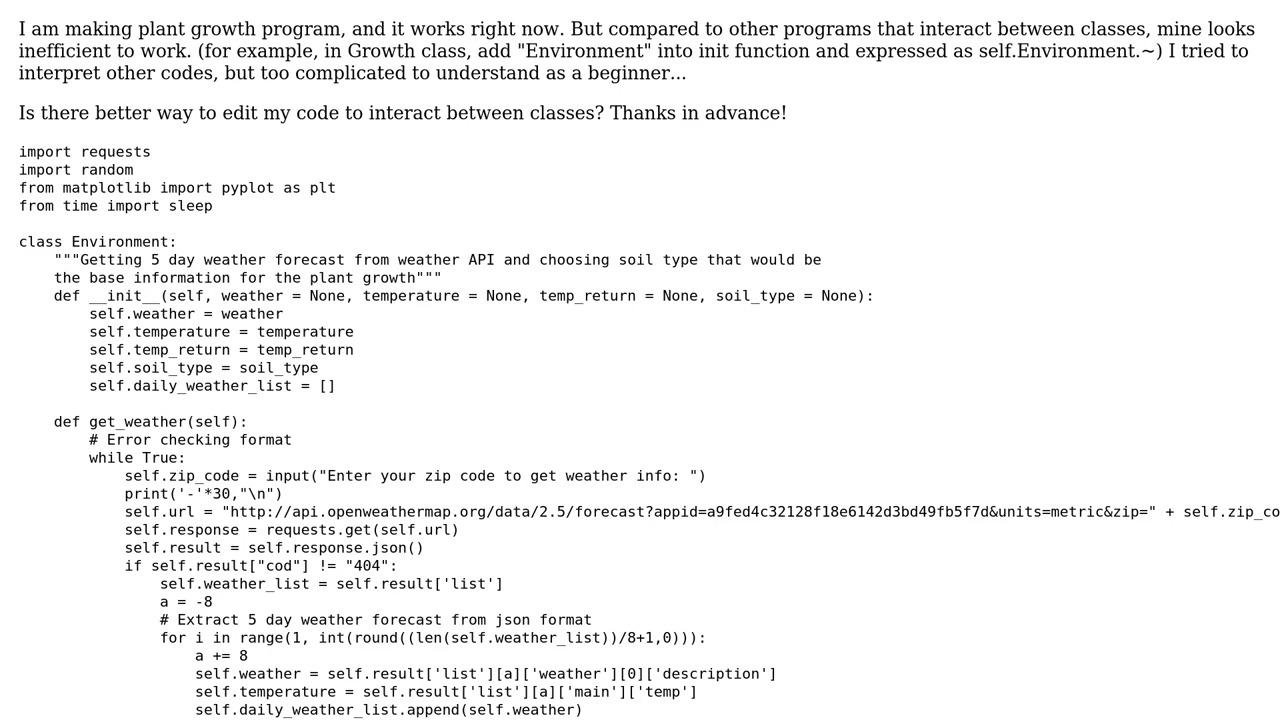 I am making plant growth program, and it works right now. But compared to other programs that interact between classes, mine looks
inefficient to work. (for example, in Growth class, add "Environment" into init function and expressed as self.Environment.~) I tried to
interpret other codes, but too complicated to understand as a beginner...
Is there better way to edit my code to interact between classes? Thanks in advance!
import requests
import random
from matplotlib import pyplot as plt
from time import sleep
class Environment:
    """Getting 5 day weather forecast from weather API and choosing soil type that would be
    the base information for the plant growth"""
    def __init__(self, weather = None, temperature = None, temp_return = None, soil_type = None):
        self.weather = weather
        self.temperature = temperature
        self.temp_return = temp_return
        self.soil_type = soil_type
        self.daily_weather_list = []
    def get_weather(self):
        # Error checking format
        while True:
            self.zip_code = input("Enter your zip code to get weather info: ")
            print('-'*30,"\n")
            self.url = "http://api.openweathermap.org/data/2.5/forecast?appid=a9fed4c32128f18e6142d3bd49fb5f7d&units=metric&zip=" + self.zip_co
            self.response = requests.get(self.url)
            self.result = self.response.json()
            if self.result["cod"] != "404":
                self.weather_list = self.result['list']
                a = -8
                # Extract 5 day weather forecast from json format
                for i in range(1, int(round((len(self.weather_list))/8+1,0))):
                    a += 8
                    self.weather = self.result['list'][a]['weather'][0]['description']
                    self.temperature = self.result['list'][a]['main']['temp']
                    self.daily_weather_list.append(self.weather)